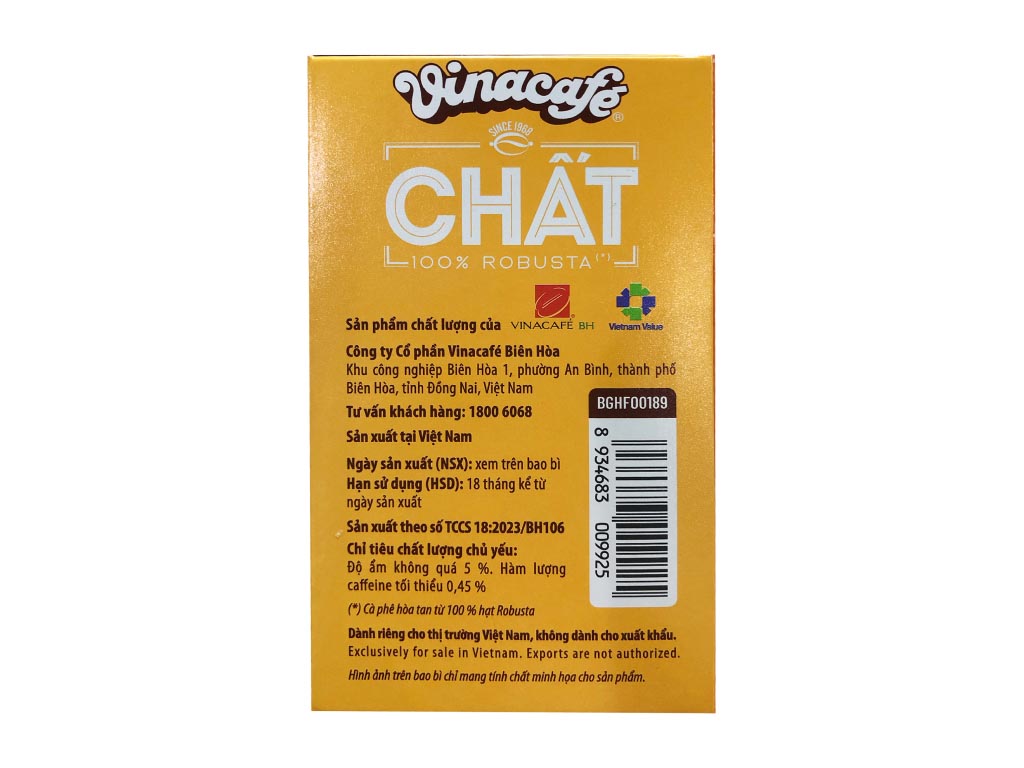 Vinacafé®
SINCE 1968
CHẤT
100% ROBUSTA(*)
Sản phẩm chất lượng của
VINACAFÉ BH
Vietnam Value
Công ty Cổ phần Vinacafé Biên Hòa
Khu công nghiệp Biên Hòa 1, phường An Bình, thành phố
Biên Hòa, tỉnh Đồng Nai, Việt Nam
Tư vấn khách hàng: 1800 6068
Sản xuất tại Việt Nam
Ngày sản xuất (NSX): xem trên bao bì
Hạn sử dụng (HSD): 18 tháng kể từ
ngày sản xuất
Sản xuất theo số TCCS 18:2023/BH106
Chỉ tiêu chất lượng chủ yếu:
Độ ẩm không quá 5 %. Hàm lượng
caffeine tối thiểu 0,45 %
BGHF00189
8 934683 009925
(*) Cà phê hòa tan từ 100 % hạt Robusta
Dành riêng cho thị trường Việt Nam, không dành cho xuất khẩu.
Exclusively for sale in Vietnam. Exports are not authorized.
Hình ảnh trên bao bì chỉ mang tính chất minh họa cho sản phẩm.